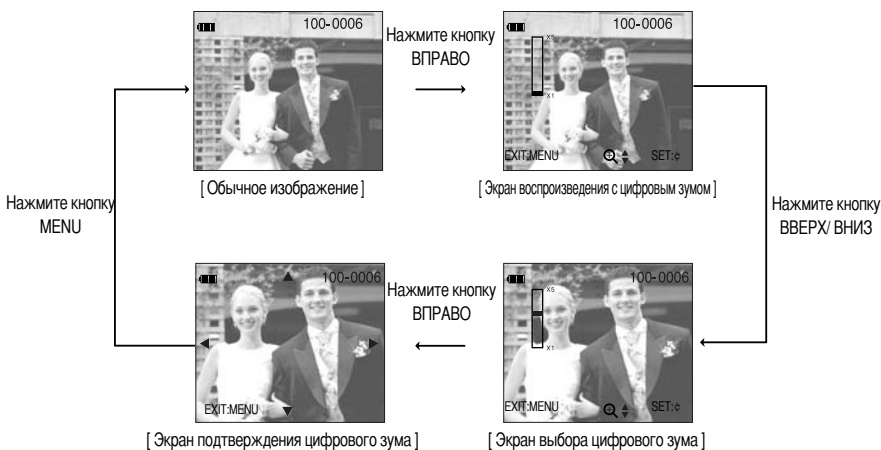 100-0006
[ Обычное изображение ]
Нажмите кнопку
ВПРАВО
100-0006
X5
X1
EXIT:MENU
SET:
[ Экран воспроизведения с цифровым зумом ]
Нажмите кнопку
MENU
Нажмите кнопку
ВВЕРХ/ ВНИЗ
100-0006
EXIT:MENU
[ Экран подтверждения цифрового зума ]
Нажмите кнопку
ВПРАВО
100-0006
X5
X1
EXIT:MENU
SET:
[ Экран выбора цифрового зума ]